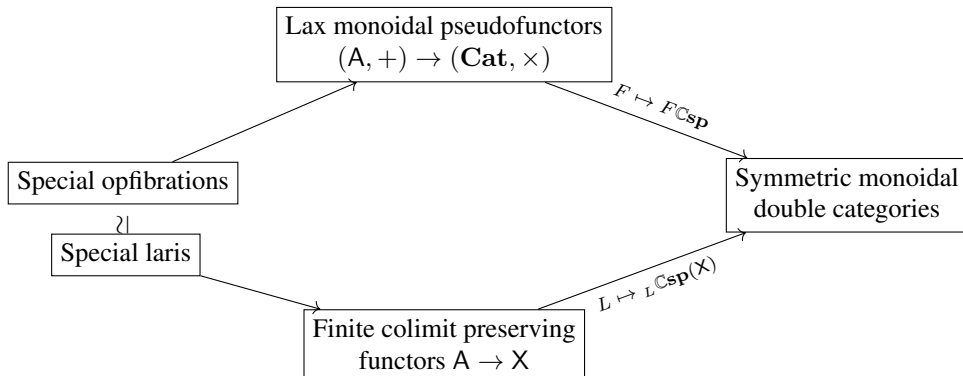 Lax monoidal pseudofunctors
(A, +) → (Cat, ×)
F ↦ Fℂsp
Special opfibrations
≃
Special laris
Symmetric monoidal
double categories
L ↦ Lℂsp(X)
Finite colimit preserving
functors A → X